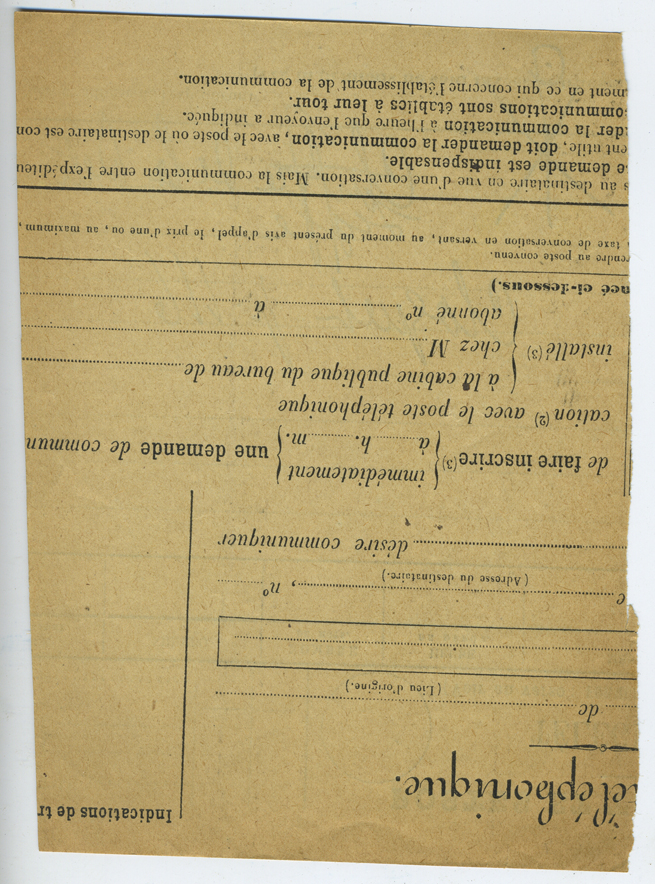 téléphonique.
Indications de tr
de
(Lieu d'origine.)
(Adresse du destinataire.), nº
désire communiquer
de faire inscrire (3) { immédiatement / à h. m. } une demande de commun
cation (2) avec le poste téléphonique
installé (3) { à la cabine publique du bureau de
chez M
abonné nº à
ncé ci-dessous.)
rendre au poste convenu.
taxe de conversation en versant, au moment du présent avis d'appel, le prix d'une ou, au maximum,
s au destinataire en vue d'une conversation. Mais la communication entre l'expéditeu
demande est indispensable.
ent utile, doit demander la communication, avec le poste où le destinataire est con
der la communication à l'heure que l'envoyeur a indiquée.
ommunications sont établies à leur tour.
ment en ce qui concerne l'établissement de la communication.